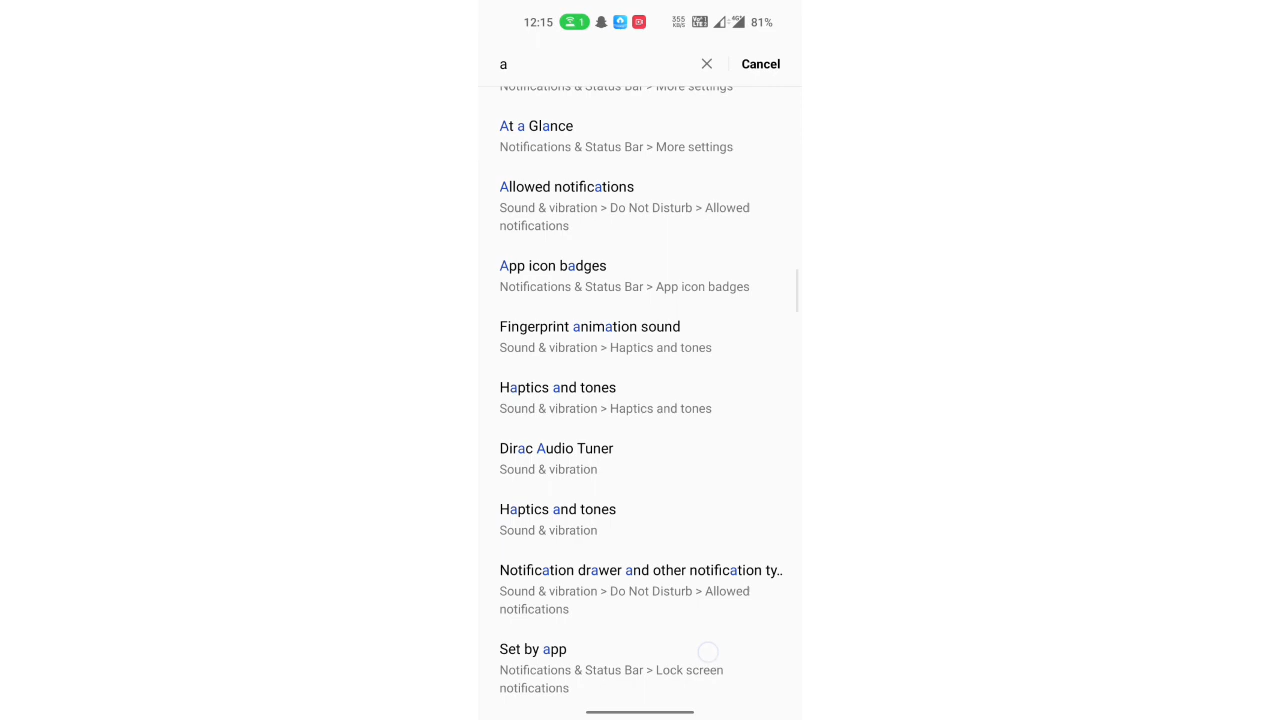 12:15 1 355 KB/S 4G 81%
a Cancel
Notifications & Status Bar > More settings
At a Glance
Notifications & Status Bar > More settings
Allowed notifications
Sound & vibration > Do Not Disturb > Allowed
notifications
App icon badges
Notifications & Status Bar > App icon badges
Fingerprint animation sound
Sound & vibration > Haptics and tones
Haptics and tones
Sound & vibration > Haptics and tones
Dirac Audio Tuner
Sound & vibration
Haptics and tones
Sound & vibration
Notification drawer and other notification ty..
Sound & vibration > Do Not Disturb > Allowed
notifications
Set by app
Notifications & Status Bar > Lock screen
notifications